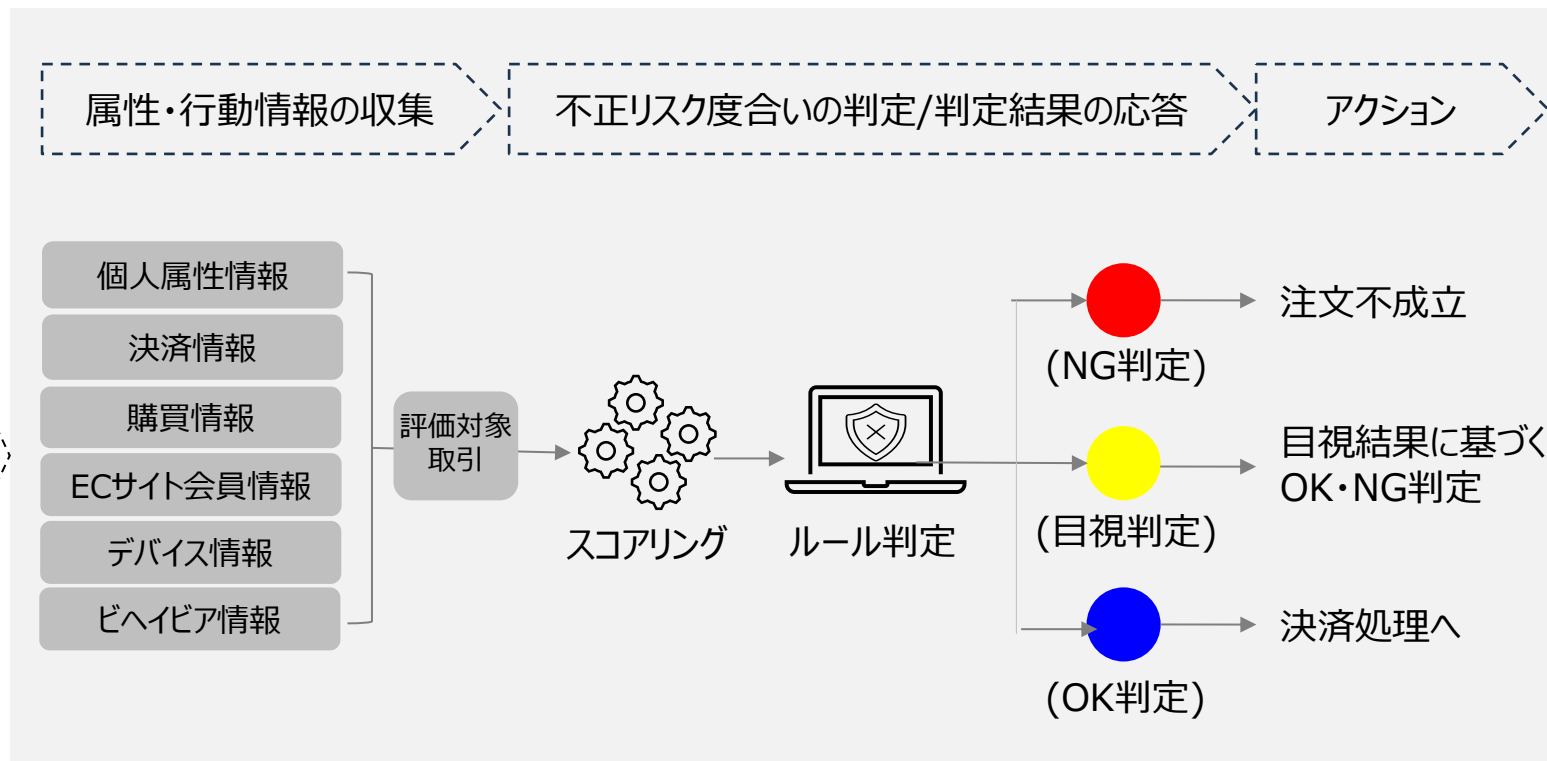 属性・行動情報の収集
不正リスク度合いの判定/判定結果の応答
アクション
個人属性情報
決済情報
購買情報
ECサイト会員情報
デバイス情報
ビヘイビア情報
評価対象
取引
スコアリング
ルール判定
(NG判定)
注文不成立
(目視判定)
目視結果に基づく
OK・NG判定
(OK判定)
決済処理へ